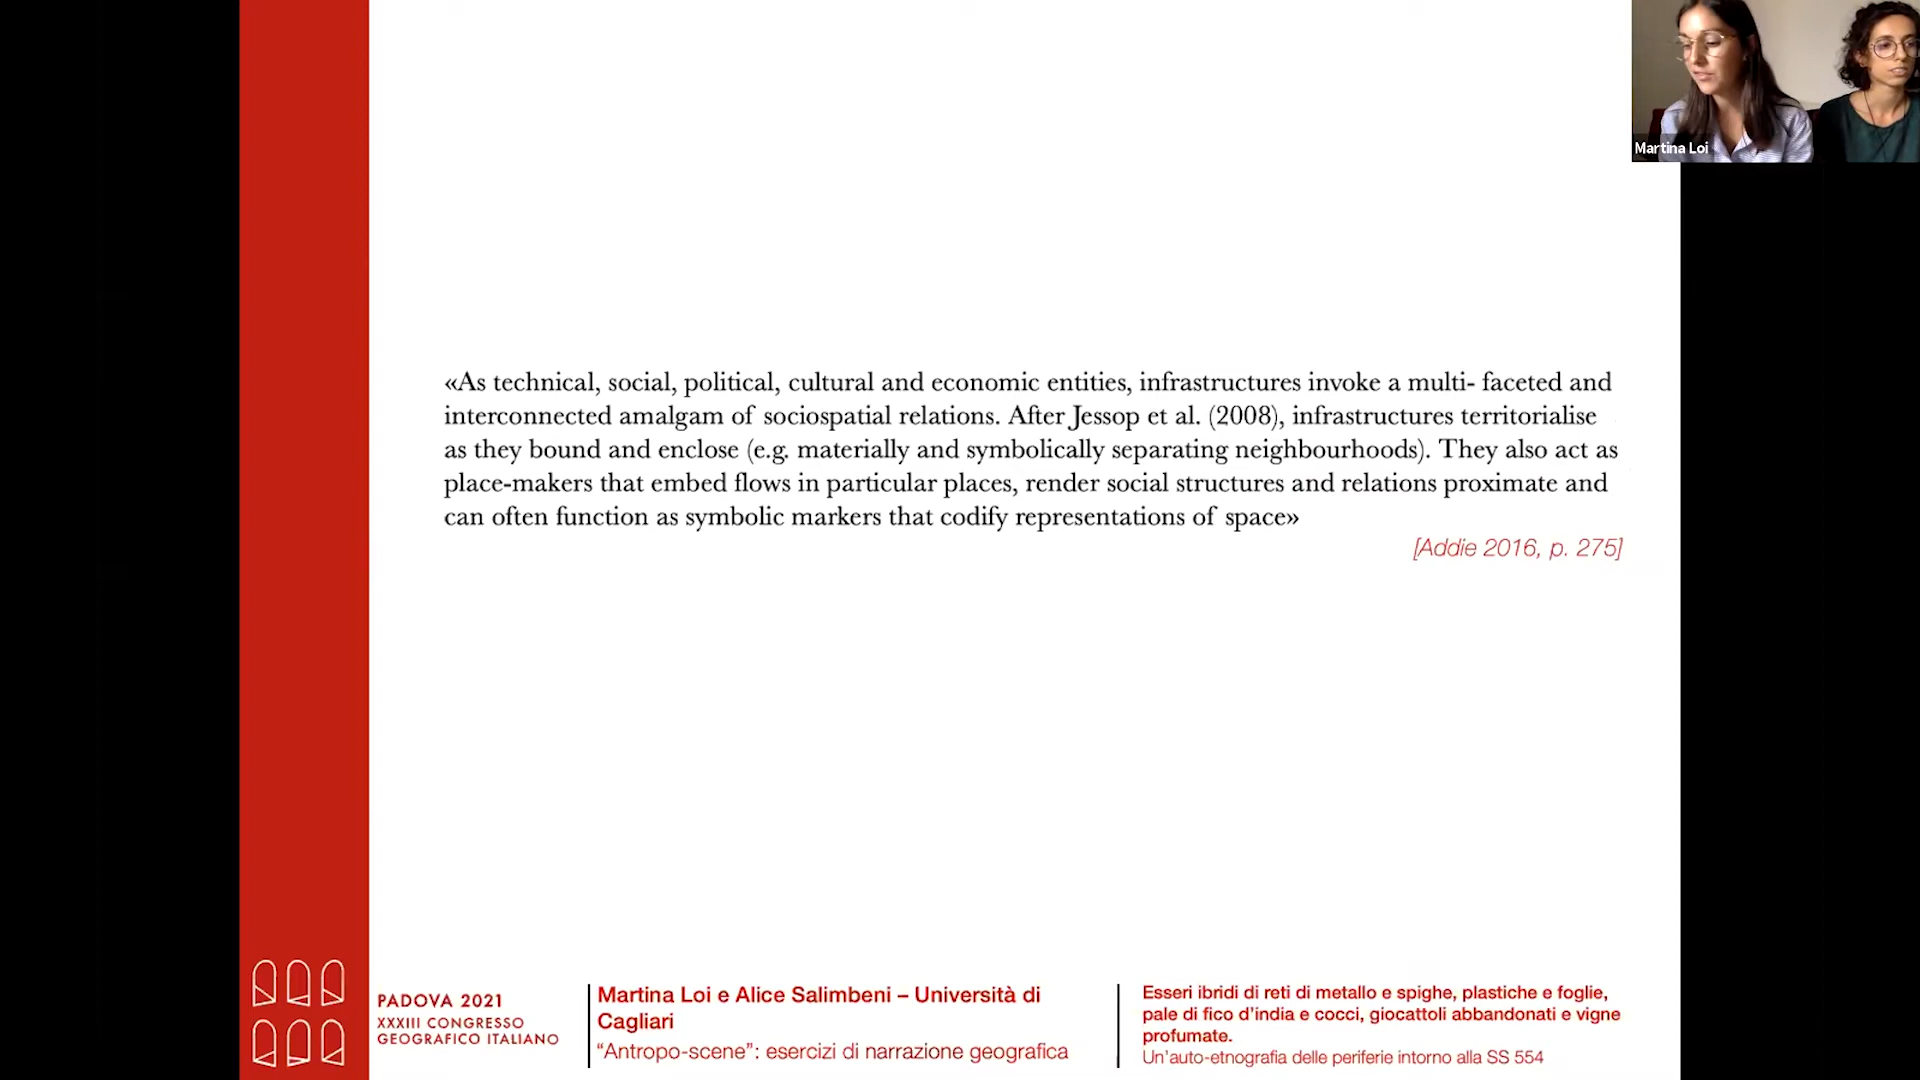 Martina Loi
«As technical, social, political, cultural and economic entities, infrastructures invoke a multi- faceted and
interconnected amalgam of sociospatial relations. After Jessop et al. (2008), infrastructures territorialise
as they bound and enclose (e.g. materially and symbolically separating neighbourhoods). They also act as
place-makers that embed flows in particular places, render social structures and relations proximate and
can often function as symbolic markers that codify representations of space»
[Addie 2016, p. 275]
PADOVA 2021
XXXIII CONGRESSO
GEOGRAFICO ITALIANO
Martina Loi e Alice Salimbeni – Università di
Cagliari
“Antropo-scene”: esercizi di narrazione geografica
Esseri ibridi di reti di metallo e spighe, plastiche e foglie,
pale di fico d’india e cocci, giocattoli abbandonati e vigne
profumate.
Un’auto-etnografia delle periferie intorno alla SS 554